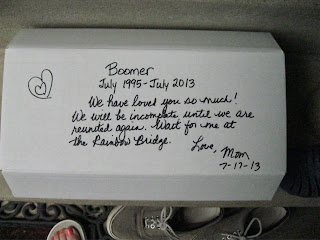 Boomer
July 1995 - July 2013
We have loved you so much!
We will be incomplete until we are
reunited again. Wait for me at
the Rainbow Bridge.
Love, Mom
7-17-13